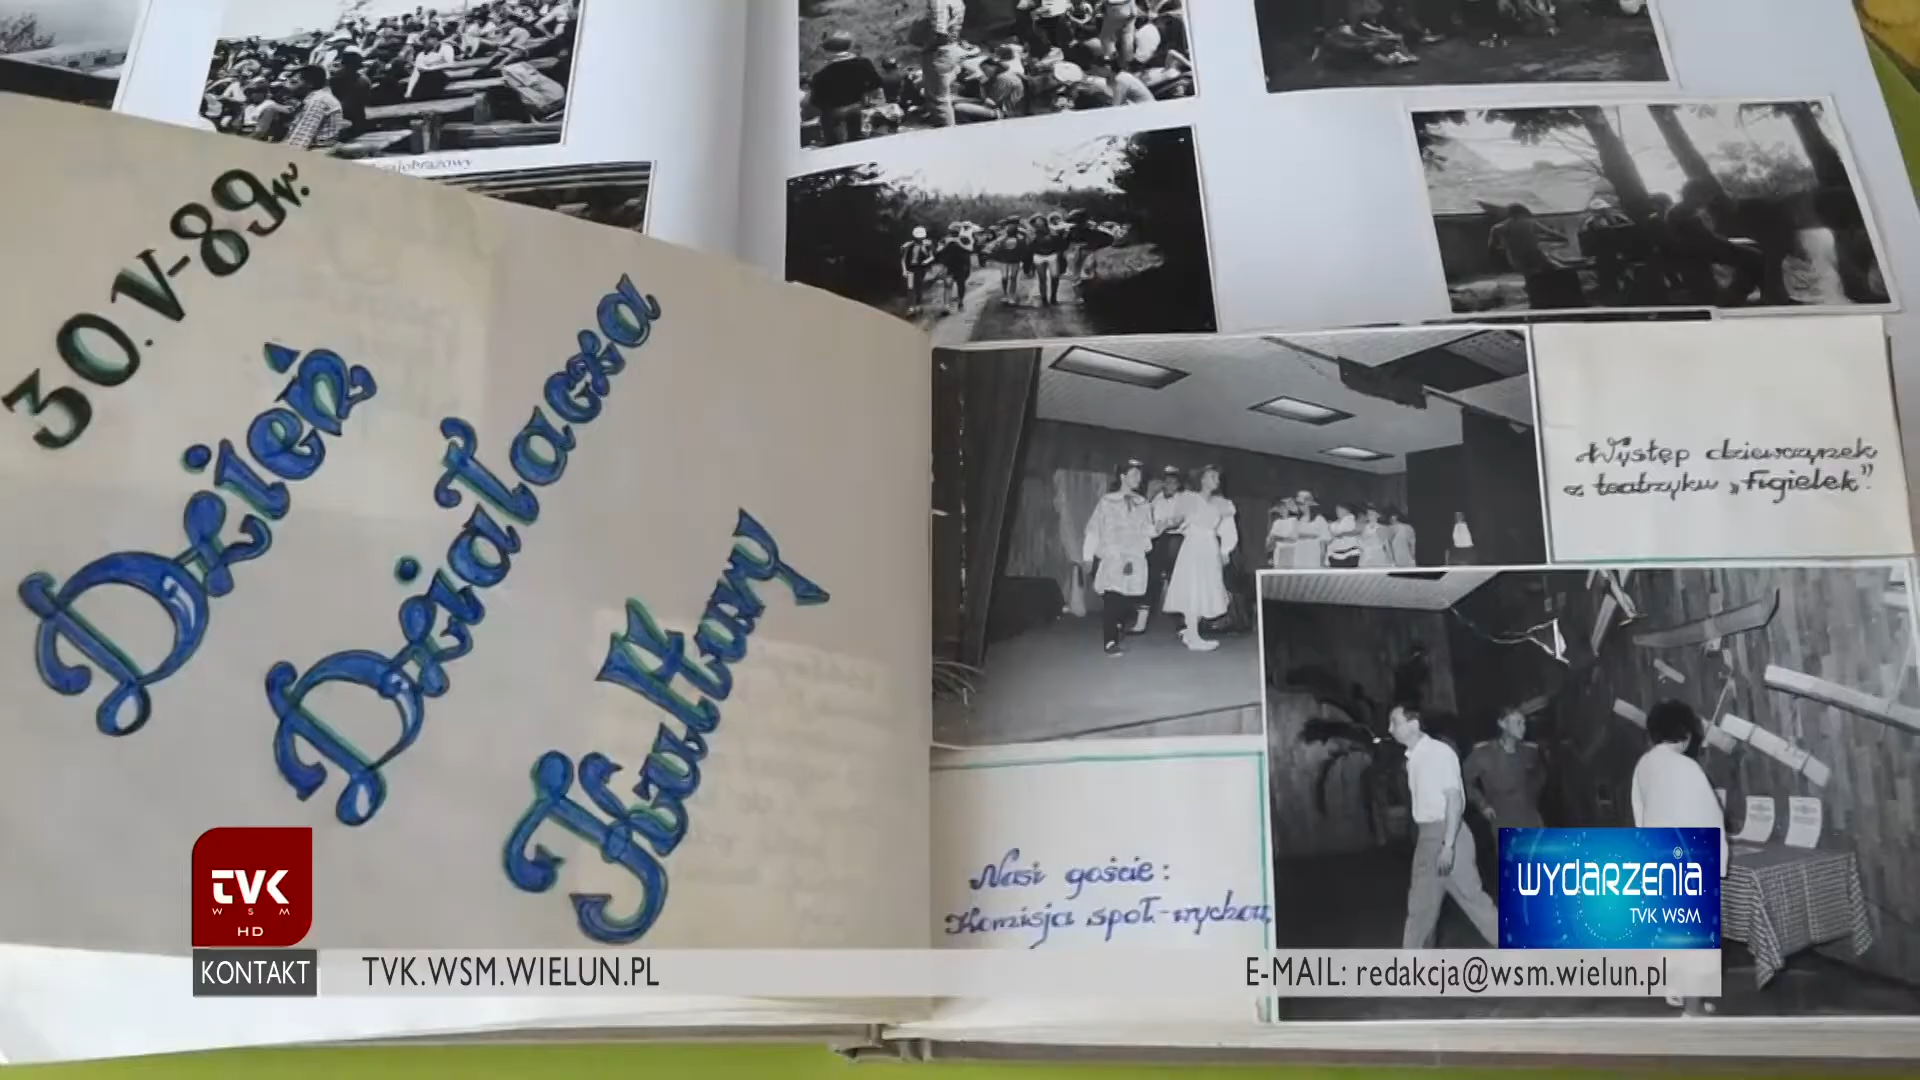 30.V-89r.
Dzień
Działacza
Kultury
Występ dziewczynek
z teatrzyku „Figielek”.
Nasi goście:
Komisja społ.-wychow.
TVK
WSM
HD
WYDARZENIA
TVK WSM
KONTAKT
TVK.WSM.WIELUN.PL
E-MAIL: redakcja@wsm.wielun.pl